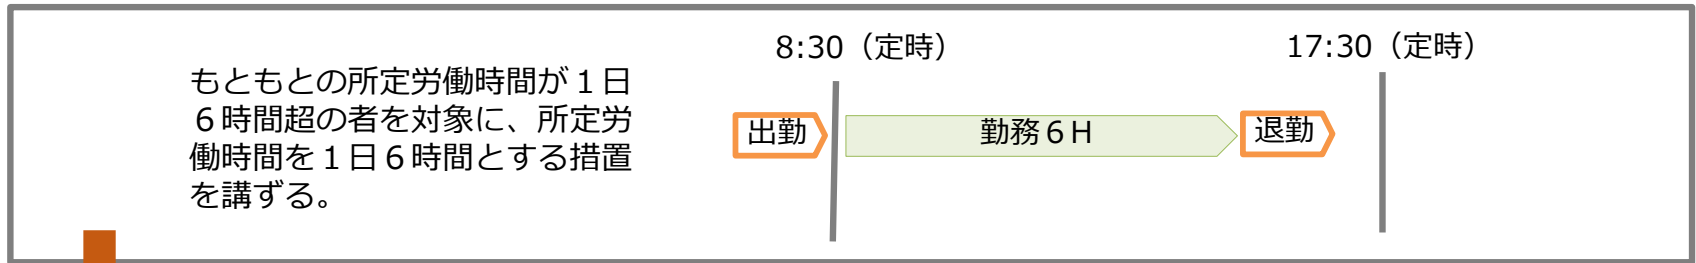 8:30（定時）
17:30（定時）
もともとの所定労働時間が１日
６時間超の者を対象に、所定労
働時間を１日６時間とする措置
を講ずる。
出勤
勤務６Ｈ
退勤